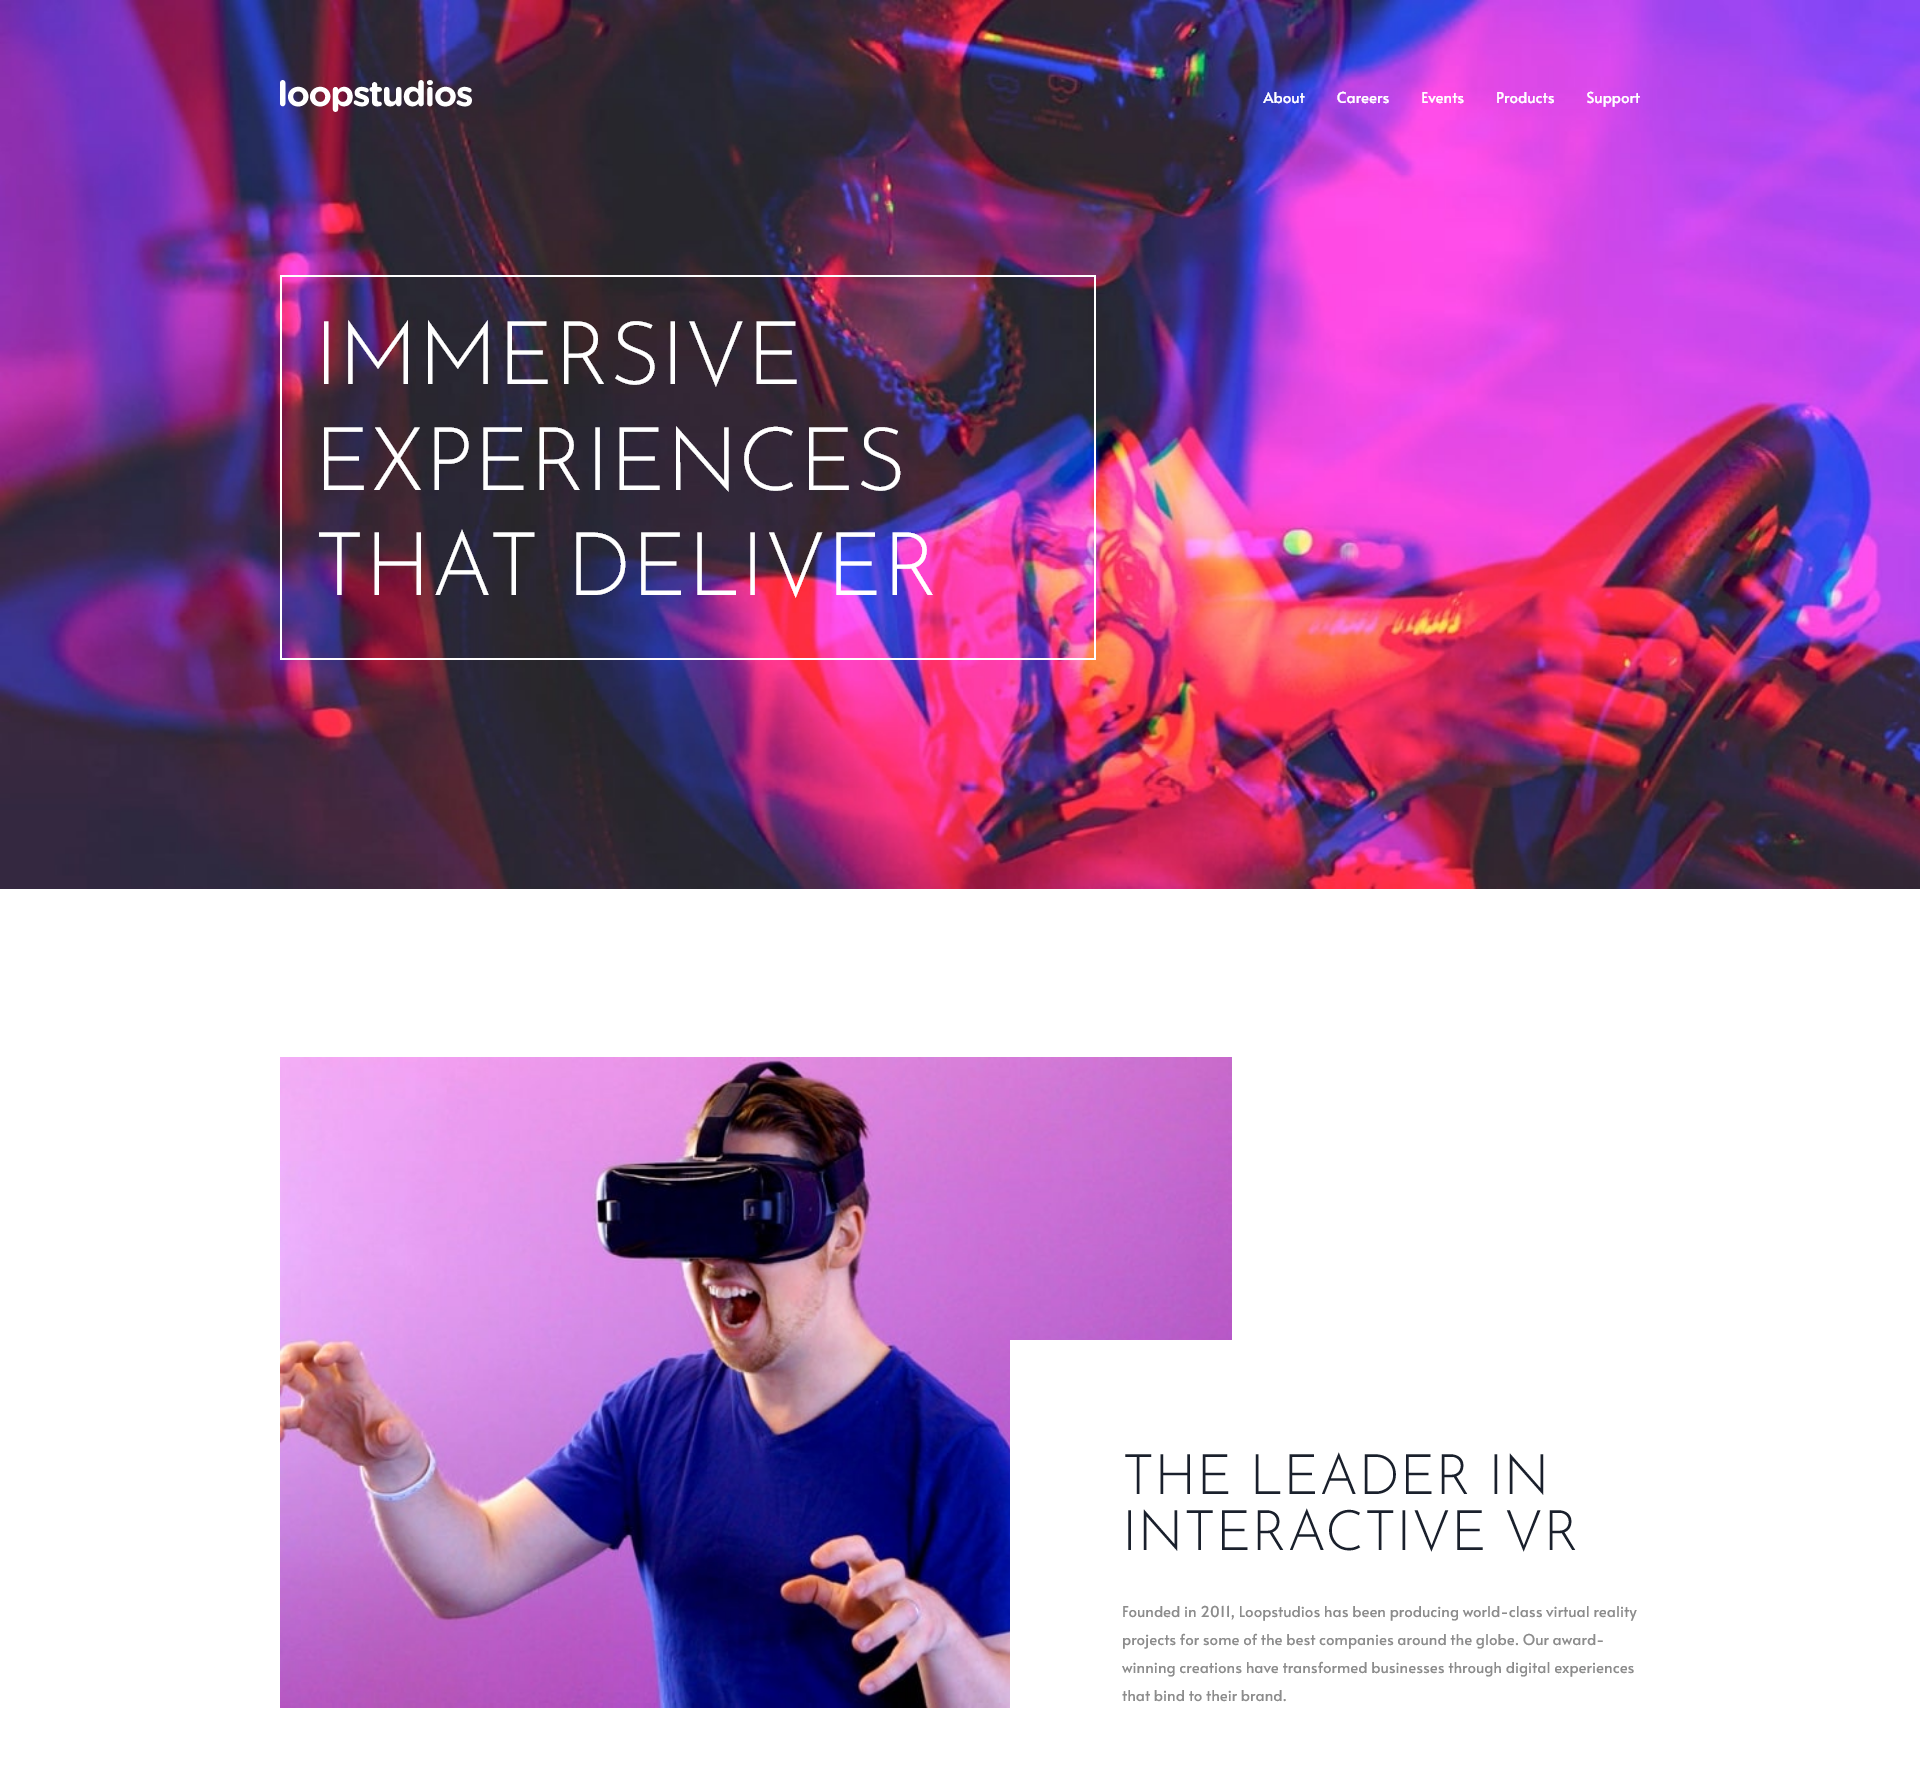 loopstudios
About Careers Events Products Support
IMMERSIVE
EXPERIENCES
THAT DELIVER
THE LEADER IN
INTERACTIVE VR
Founded in 2011, Loopstudios has been producing world-class virtual reality
projects for some of the best companies around the globe. Our award-
winning creations have transformed businesses through digital experiences
that bind to their brand.